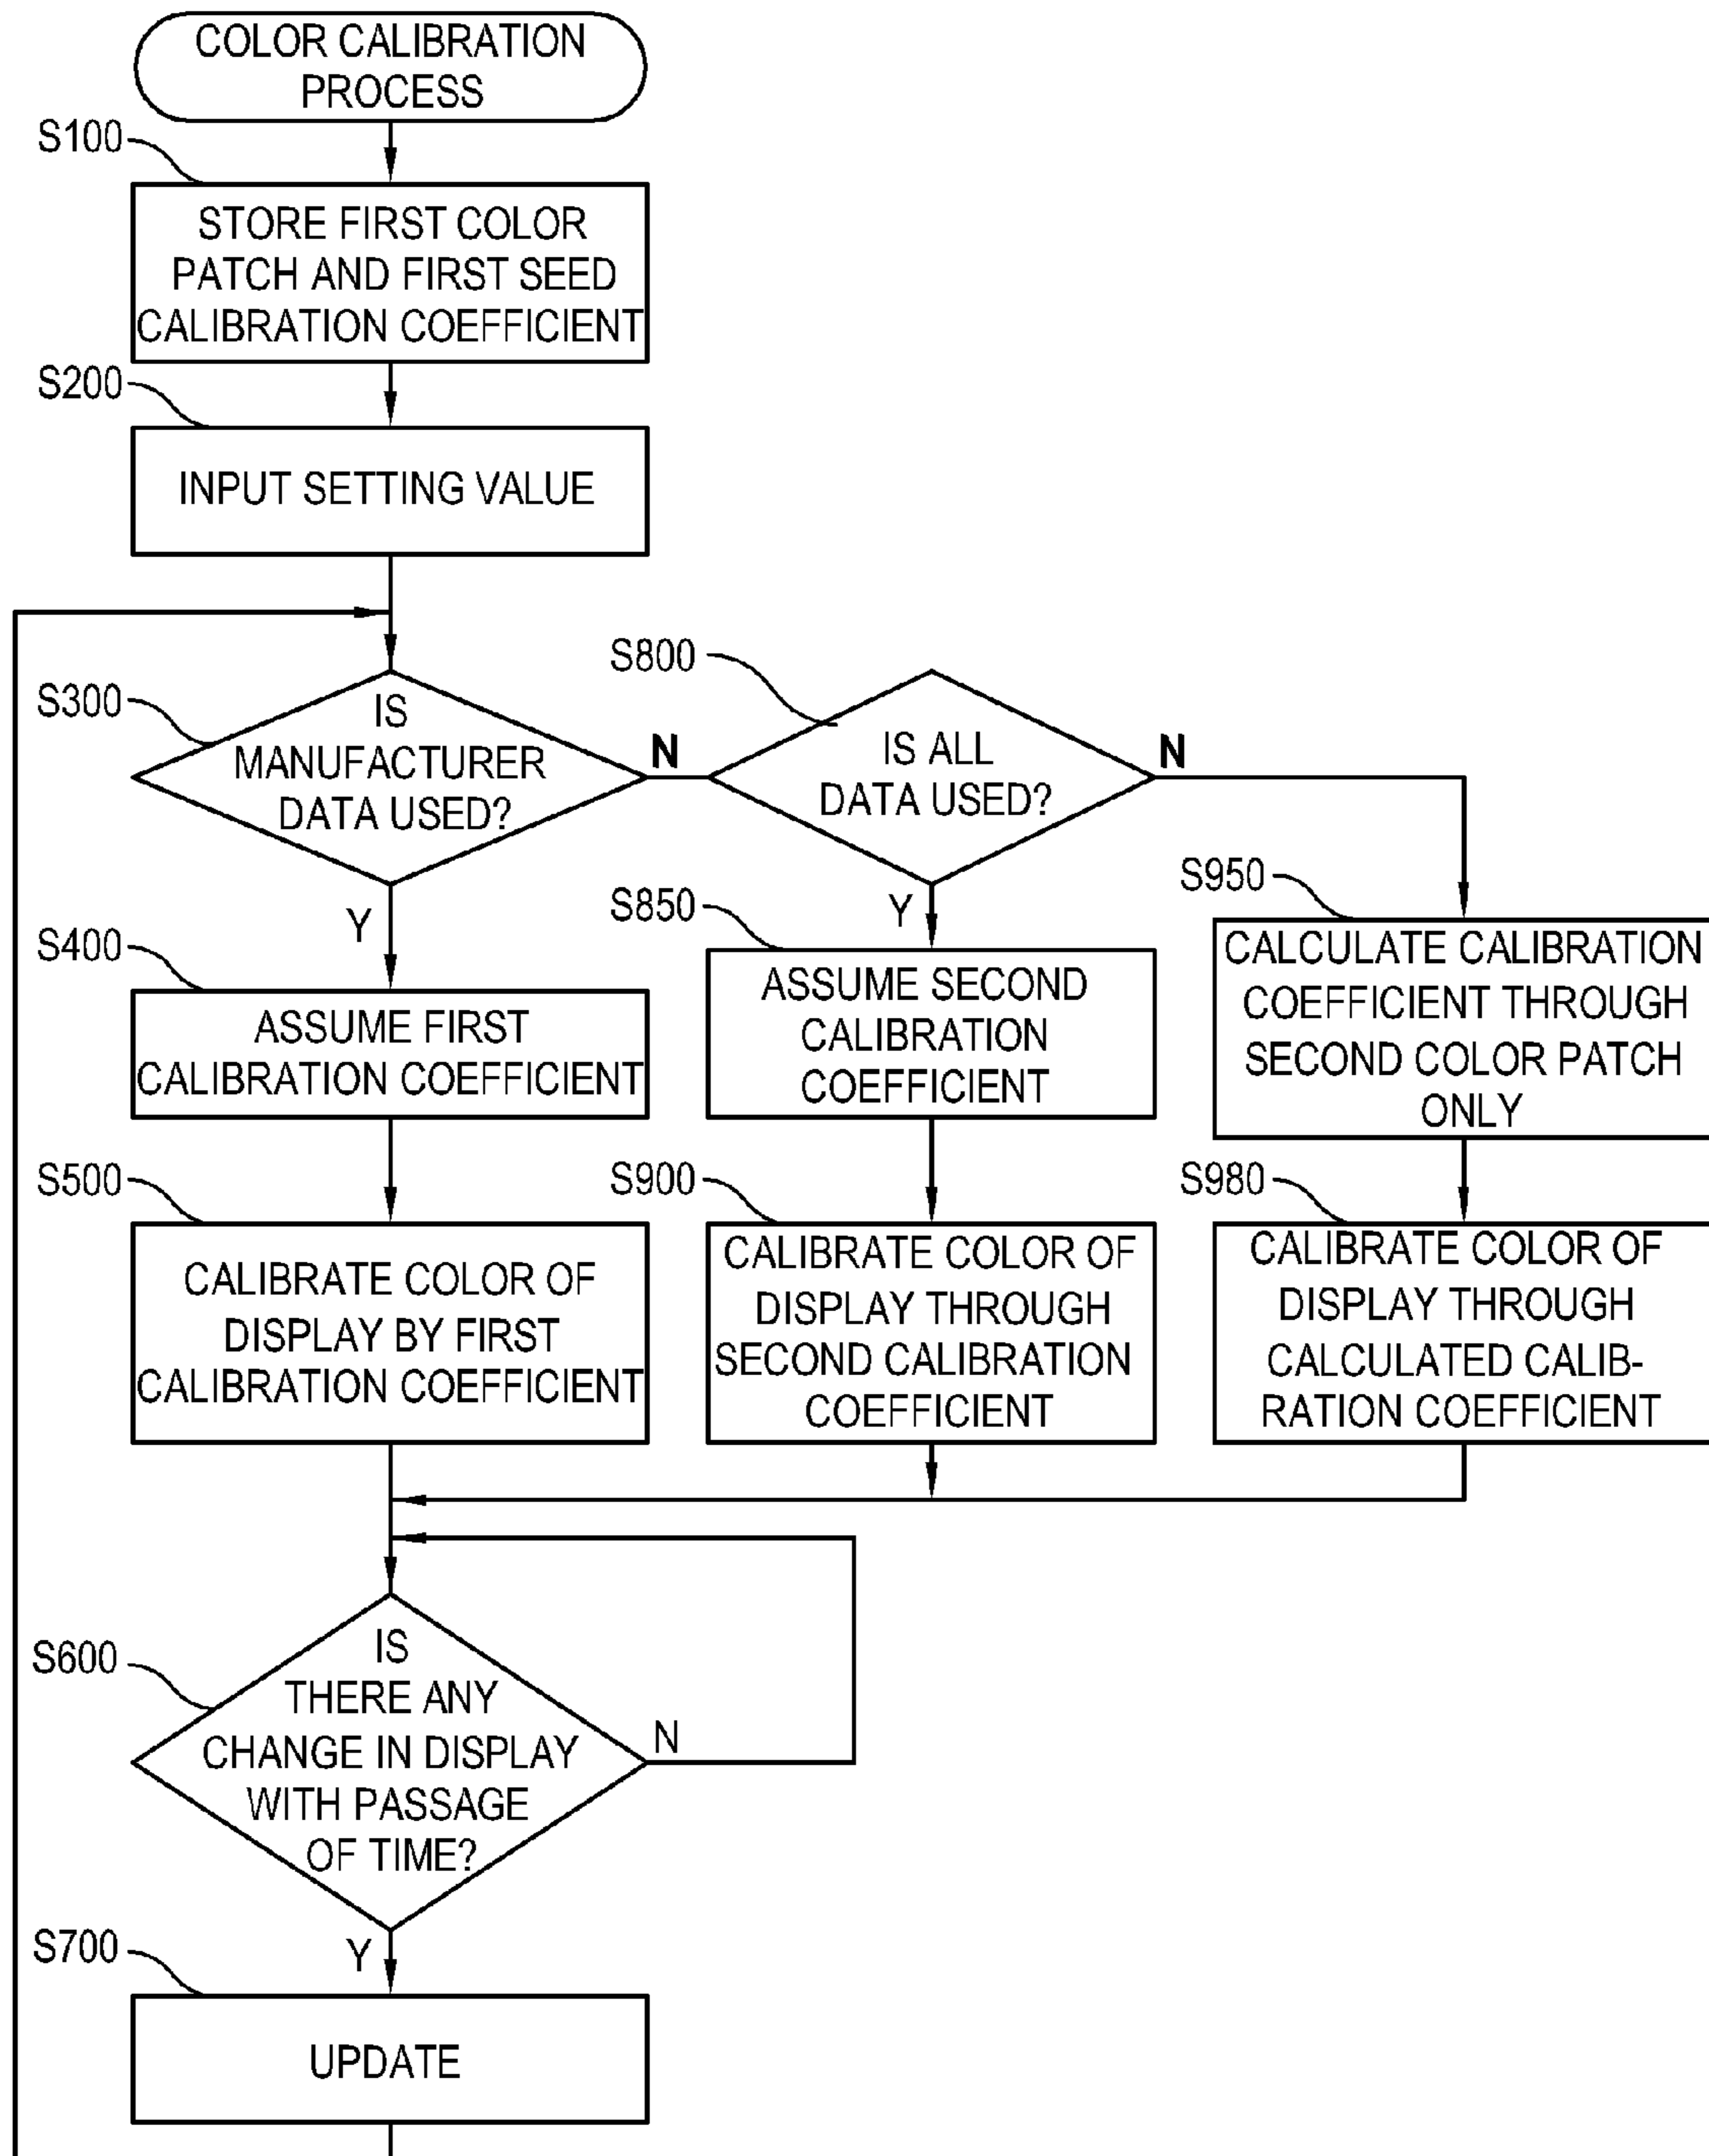 COLOR CALIBRATION
PROCESS
S100
STORE FIRST COLOR
PATCH AND FIRST SEED
CALIBRATION COEFFICIENT
S200
INPUT SETTING VALUE
S300
IS
MANUFACTURER
DATA USED?
N
Y
S800
IS ALL
DATA USED?
N
Y
S400
ASSUME FIRST
CALIBRATION COEFFICIENT
S850
ASSUME SECOND
CALIBRATION
COEFFICIENT
S950
CALCULATE CALIBRATION
COEFFICIENT THROUGH
SECOND COLOR PATCH
ONLY
S500
CALIBRATE COLOR OF
DISPLAY BY FIRST
CALIBRATION COEFFICIENT
S900
CALIBRATE COLOR OF
DISPLAY THROUGH
SECOND CALIBRATION
COEFFICIENT
S980
CALIBRATE COLOR OF
DISPLAY THROUGH
CALCULATED CALIB-
RATION COEFFICIENT
S600
IS
THERE ANY
CHANGE IN DISPLAY
WITH PASSAGE
OF TIME?
N
Y
S700
UPDATE